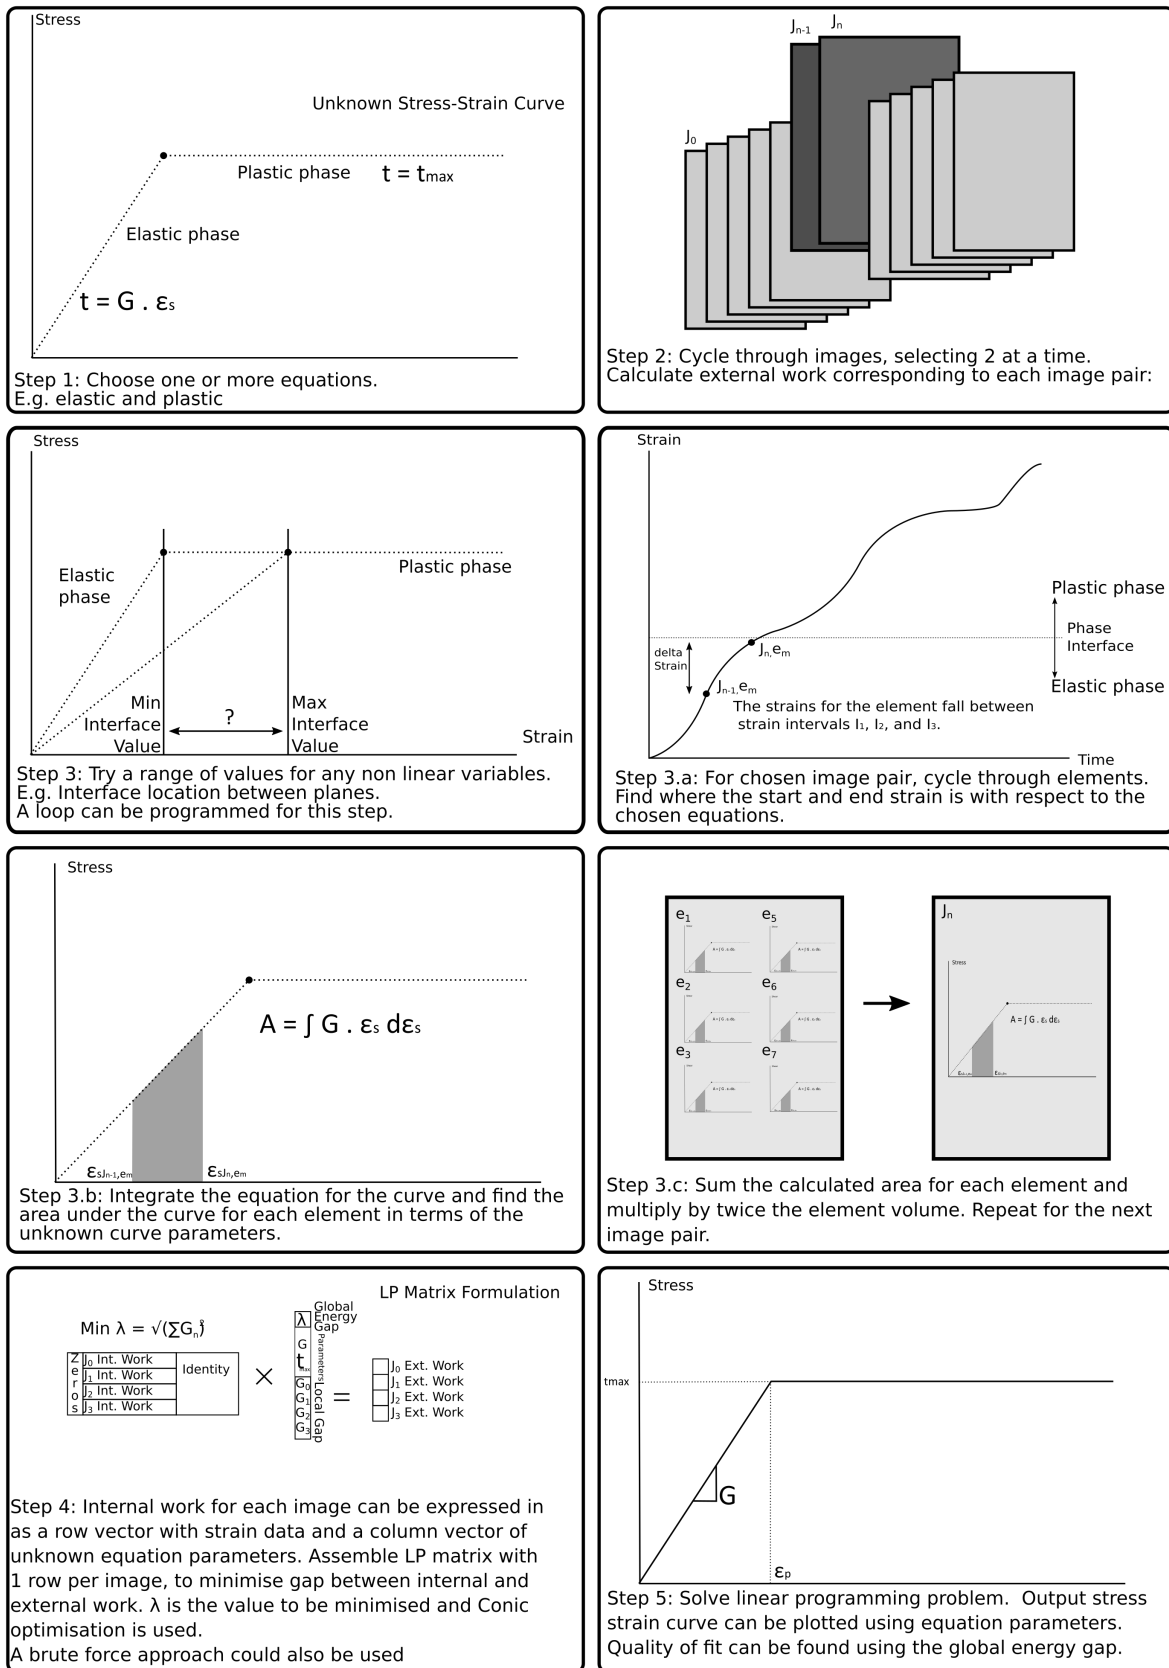 Stress
Unknown Stress-Strain Curve
Plastic phase t = tmax
Elastic phase
t = G . εs
Step 1: Choose one or more equations.
E.g. elastic and plastic
Jn-1 Jn
J0
Step 2: Cycle through images, selecting 2 at a time.
Calculate external work corresponding to each image pair:
Stress
Elastic
phase
Plastic phase
Min
Interface
Value
?
Max
Interface
Value
Strain
Step 3: Try a range of values for any non linear variables.
E.g. Interface location between planes.
A loop can be programmed for this step.
Strain
Plastic phase
Phase
Interface
Elastic phase
delta
Strain
Jn,em
Jn-1,em
The strains for the element fall between
strain intervals I1, I2, and I3.
Time
Step 3.a: For chosen image pair, cycle through elements.
Find where the start and end strain is with respect to the
chosen equations.
Stress
A = ∫ G . εs dεs
εsJn-1,em εsJn,em
Step 3.b: Integrate the equation for the curve and find the
area under the curve for each element in terms of the
unknown curve parameters.
e1 e5
A = ∫ G . εs dεs A = ∫ G . εs dεs
e2 e6
A = ∫ G . εs dεs A = ∫ G . εs dεs
e3 e7
A = ∫ G . εs dεs A = ∫ G . εs dεs
Jn
Stress
A = ∫ G . εs dεs
Step 3.c: Sum the calculated area for each element and
multiply by twice the element volume. Repeat for the next
image pair.
LP Matrix Formulation
Min λ = √(∑Gn²)
Zeros
J0 Int. Work
J1 Int. Work
J2 Int. Work
J3 Int. Work
Identity
×
λ
Global
Energy
Gap
G
tmax
Parameters
G0
G1
G2
G3
Local Gap
=
J0 Ext. Work
J1 Ext. Work
J2 Ext. Work
J3 Ext. Work
Step 4: Internal work for each image can be expressed in
as a row vector with strain data and a column vector of
unknown equation parameters. Assemble LP matrix with
1 row per image, to minimise gap between internal and
external work. λ is the value to be minimised and Conic
optimisation is used.
A brute force approach could also be used
Stress
tmax
G
εp
Step 5: Solve linear programming problem. Output stress
strain curve can be plotted using equation parameters.
Quality of fit can be found using the global energy gap.